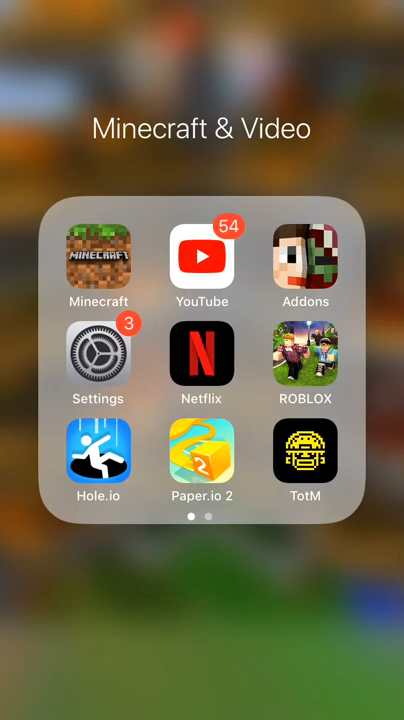 Minecraft & Video
54
MINECRAFT
Minecraft
YouTube
Addons
3
N
Settings
Netflix
ROBLOX
2
Hole.io
Paper.io 2
TotM